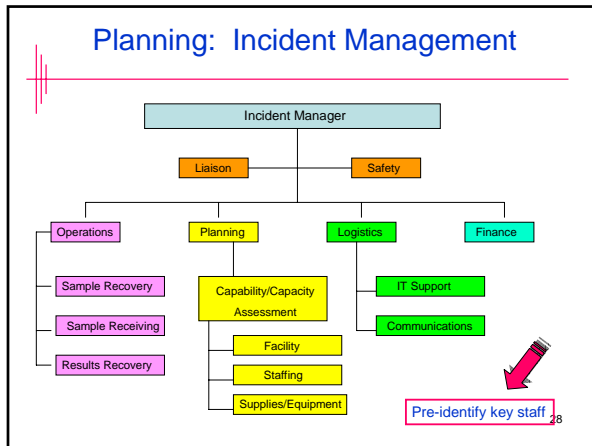 Planning: Incident Management
Incident Manager
Liaison
Safety
Operations
Planning
Logistics
Finance
Sample Recovery
Sample Receiving
Results Recovery
Capability/Capacity
Assessment
Facility
Staffing
Supplies/Equipment
IT Support
Communications
Pre-identify key staff
28